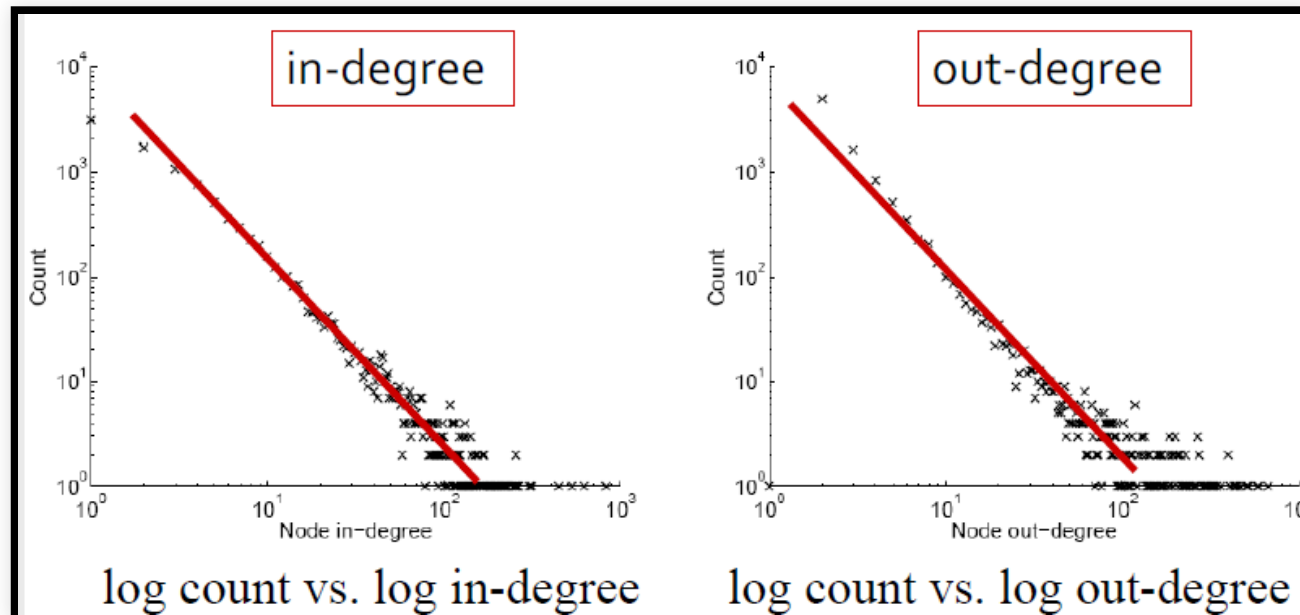 in-degree
10^4
10^3
10^2
10^1
10^0
Count
10^0
10^1
10^2
10^3
Node in-degree
log count vs. log in-degree
out-degree
10^4
10^3
10^2
10^1
10^0
Count
10^0
10^1
10^2
Node out-degree
log count vs. log out-degree